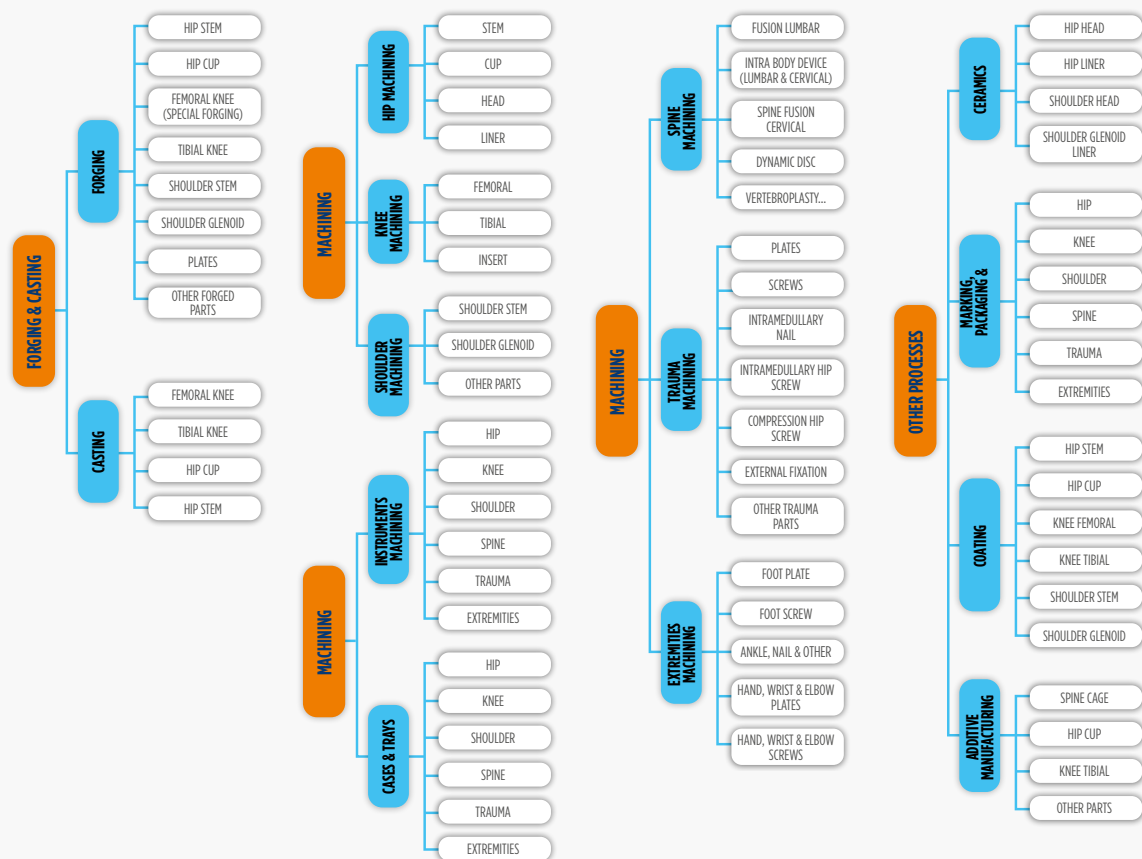 FORGING & CASTING
FORGING
HIP STEM
HIP CUP
FEMORAL KNEE
(SPECIAL FORGING)
TIBIAL KNEE
SHOULDER STEM
SHOULDER GLENOID
PLATES
OTHER FORGED
PARTS
CASTING
FEMORAL KNEE
TIBIAL KNEE
HIP CUP
HIP STEM
MACHINING
HIP MACHINING
STEM
CUP
HEAD
LINER
KNEE
MACHINING
FEMORAL
TIBIAL
INSERT
SHOULDER
MACHINING
SHOULDER STEM
SHOULDER GLENOID
OTHER PARTS
MACHINING
INSTRUMENTS
MACHINING
HIP
KNEE
SHOULDER
SPINE
TRAUMA
EXTREMITIES
CASES & TRAYS
HIP
KNEE
SHOULDER
SPINE
TRAUMA
EXTREMITIES
MACHINING
SPINE
MACHINING
FUSION LUMBAR
INTRA BODY DEVICE
(LUMBAR & CERVICAL)
SPINE FUSION
CERVICAL
DYNAMIC DISC
VERTEBROPLASTY...
TRAUMA
MACHINING
PLATES
SCREWS
INTRAMEDULLARY
NAIL
INTRAMEDULLARY HIP
SCREW
COMPRESSION HIP
SCREW
EXTERNAL FIXATION
OTHER TRAUMA
PARTS
EXTREMITIES
MACHINING
FOOT PLATE
FOOT SCREW
ANKLE, NAIL & OTHER
HAND, WRIST & ELBOW
PLATES
HAND, WRIST & ELBOW
SCREWS
OTHER PROCESSES
CERAMICS
HIP HEAD
HIP LINER
SHOULDER HEAD
SHOULDER GLENOID
LINER
MARKING,
PACKAGING &
HIP
KNEE
SHOULDER
SPINE
TRAUMA
EXTREMITIES
COATING
HIP STEM
HIP CUP
KNEE FEMORAL
KNEE TIBIAL
SHOULDER STEM
SHOULDER GLENOID
ADDITIVE
MANUFACTURING
SPINE CAGE
HIP CUP
KNEE TIBIAL
OTHER PARTS